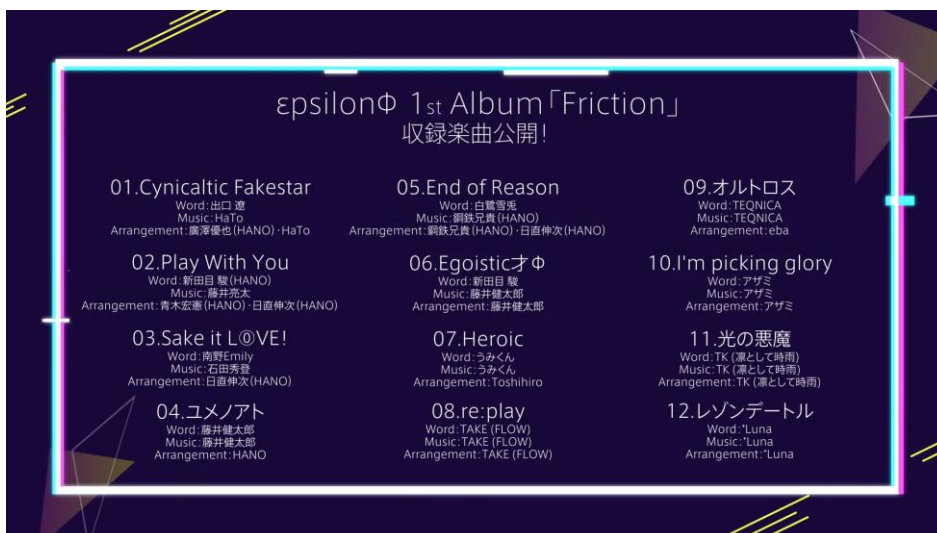 εpsilonΦ 1st Album「Friction」
収録楽曲公開!
01.Cynicaltic Fakestar
Word:出口 遼
Music:HaTo
Arrangement:廣澤優也(HANO)・HaTo
02.Play With You
Word:新田目 駿(HANO)
Music:藤井亮太
Arrangement:青木宏憲(HANO)・日直伸次(HANO)
03.Sake it L⓪VE!
Word:南野Emily
Music:石田秀登
Arrangement:日直伸次(HANO)
04.ユメノアト
Word:藤井健太郎
Music:藤井健太郎
Arrangement:HANO
05.End of Reason
Word:白鷺雪兎
Music:鋼鉄兄貴(HANO)
Arrangement:鋼鉄兄貴(HANO)・日直伸次(HANO)
06.Egoistic才Φ
Word:新田目 駿
Music:藤井健太郎
Arrangement:藤井健太郎
07.Heroic
Word:うみくん
Music:うみくん
Arrangement:Toshihiro
08.re:play
Word:TAKE (FLOW)
Music:TAKE (FLOW)
Arrangement:TAKE (FLOW)
09.オルトロス
Word:TEQNICA
Music:TEQNICA
Arrangement:eba
10.I'm picking glory
Word:アザミ
Music:アザミ
Arrangement:アザミ
11.光の悪魔
Word:TK (凛として時雨)
Music:TK (凛として時雨)
Arrangement:TK (凛として時雨)
12.レゾンデートル
Word:*Luna
Music:*Luna
Arrangement:*Luna